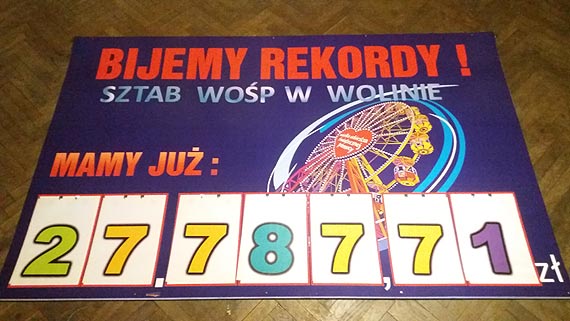 BIJEMY REKORDY !
SZTAB WOŚP W WOLINIE
MAMY JUŻ :
27.787,71 zł